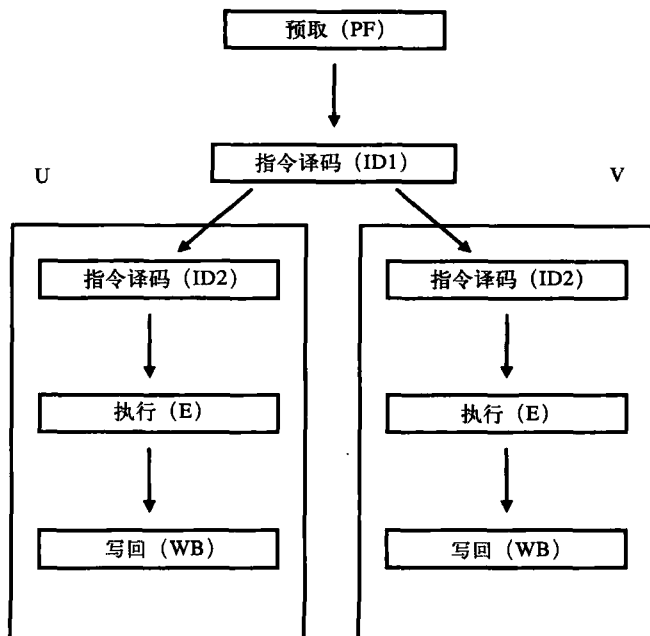 预取（PF）
指令译码（ID1）
U
V
指令译码（ID2）
指令译码（ID2）
执行（E）
执行（E）
写回（WB）
写回（WB）